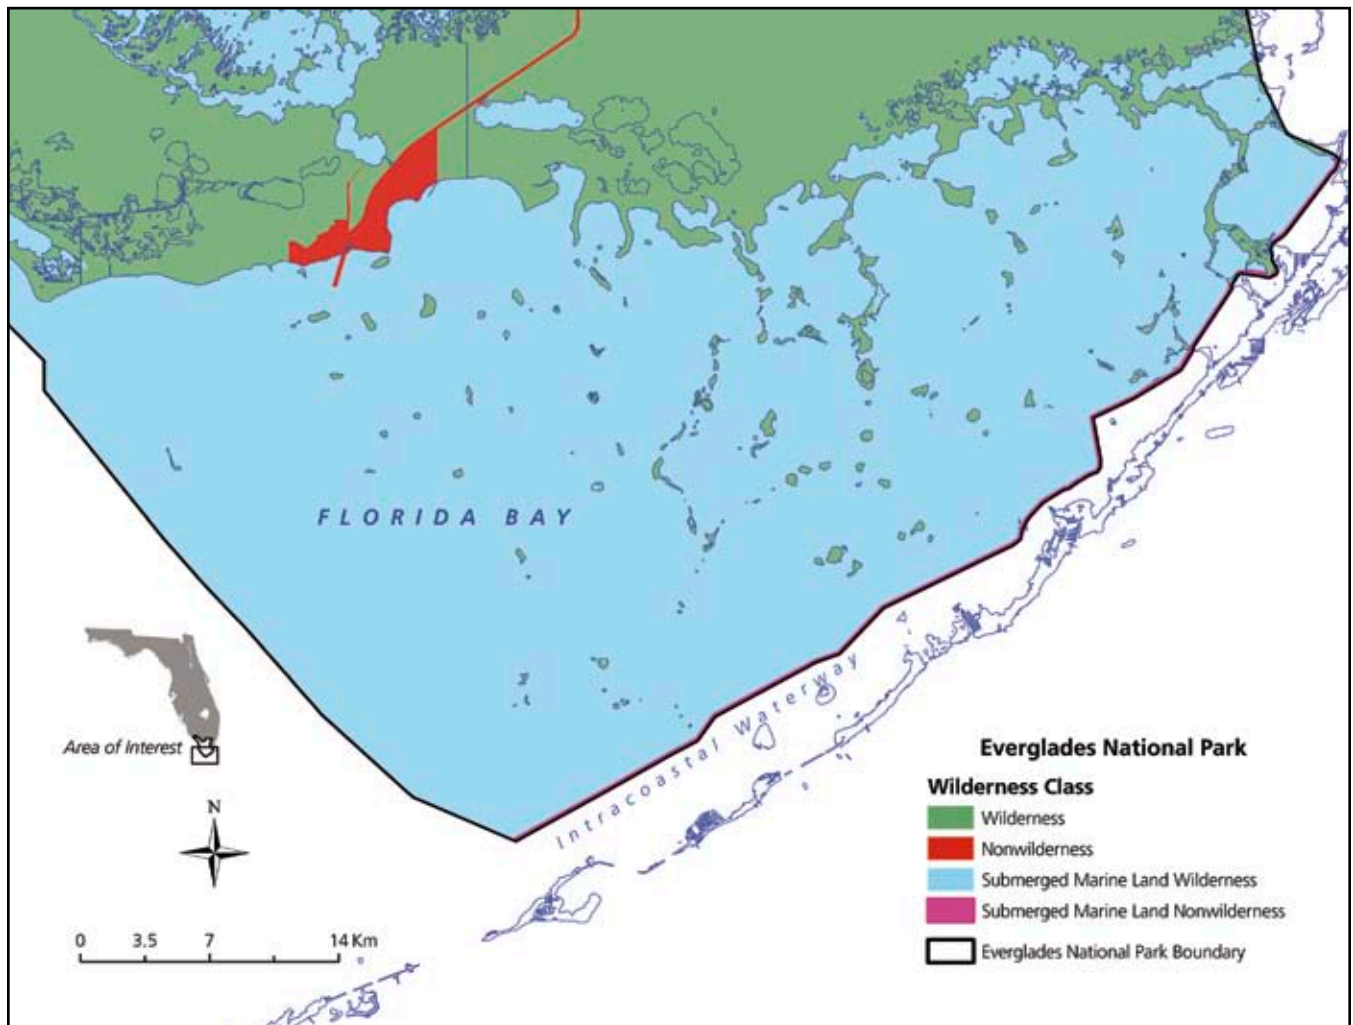 FLORIDA BAY
Intracoastal Waterway
Area of Interest
N
0 3.5 7 14 Km
Everglades National Park
Wilderness Class
Wilderness
Nonwilderness
Submerged Marine Land Wilderness
Submerged Marine Land Nonwilderness
Everglades National Park Boundary